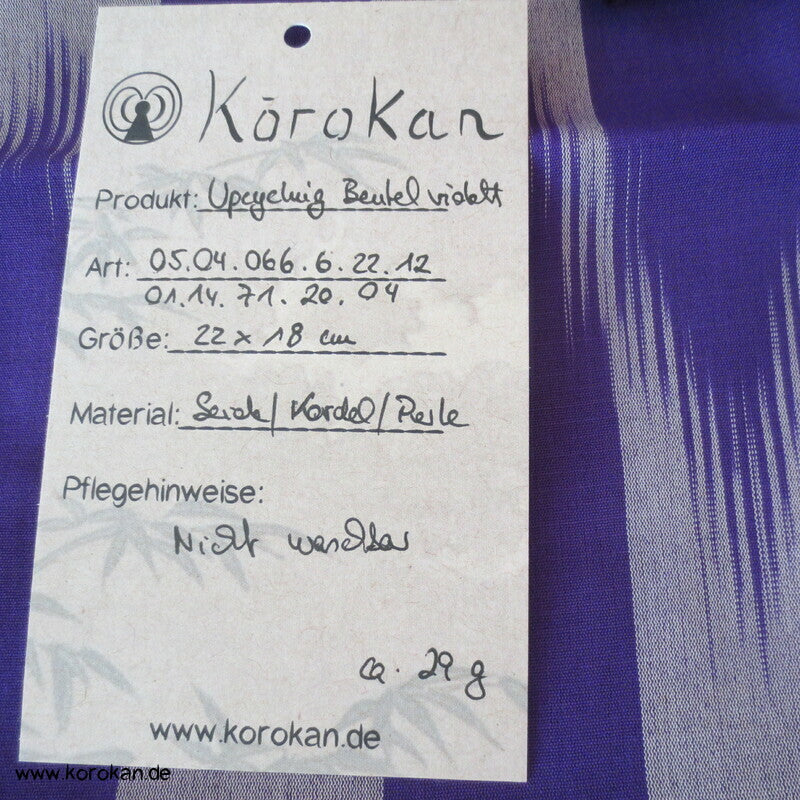 Kōrokan
Produkt: Upcycling Beutel violett
Art: 05.04.066.6.22.12
01.14.71.20.04
Größe: 22 x 18 cm
Material: Seide / Kordel / Perle
Pflegehinweise:
Nicht waschbar
ca. 29 g
www.korokan.de
www.korokan.de